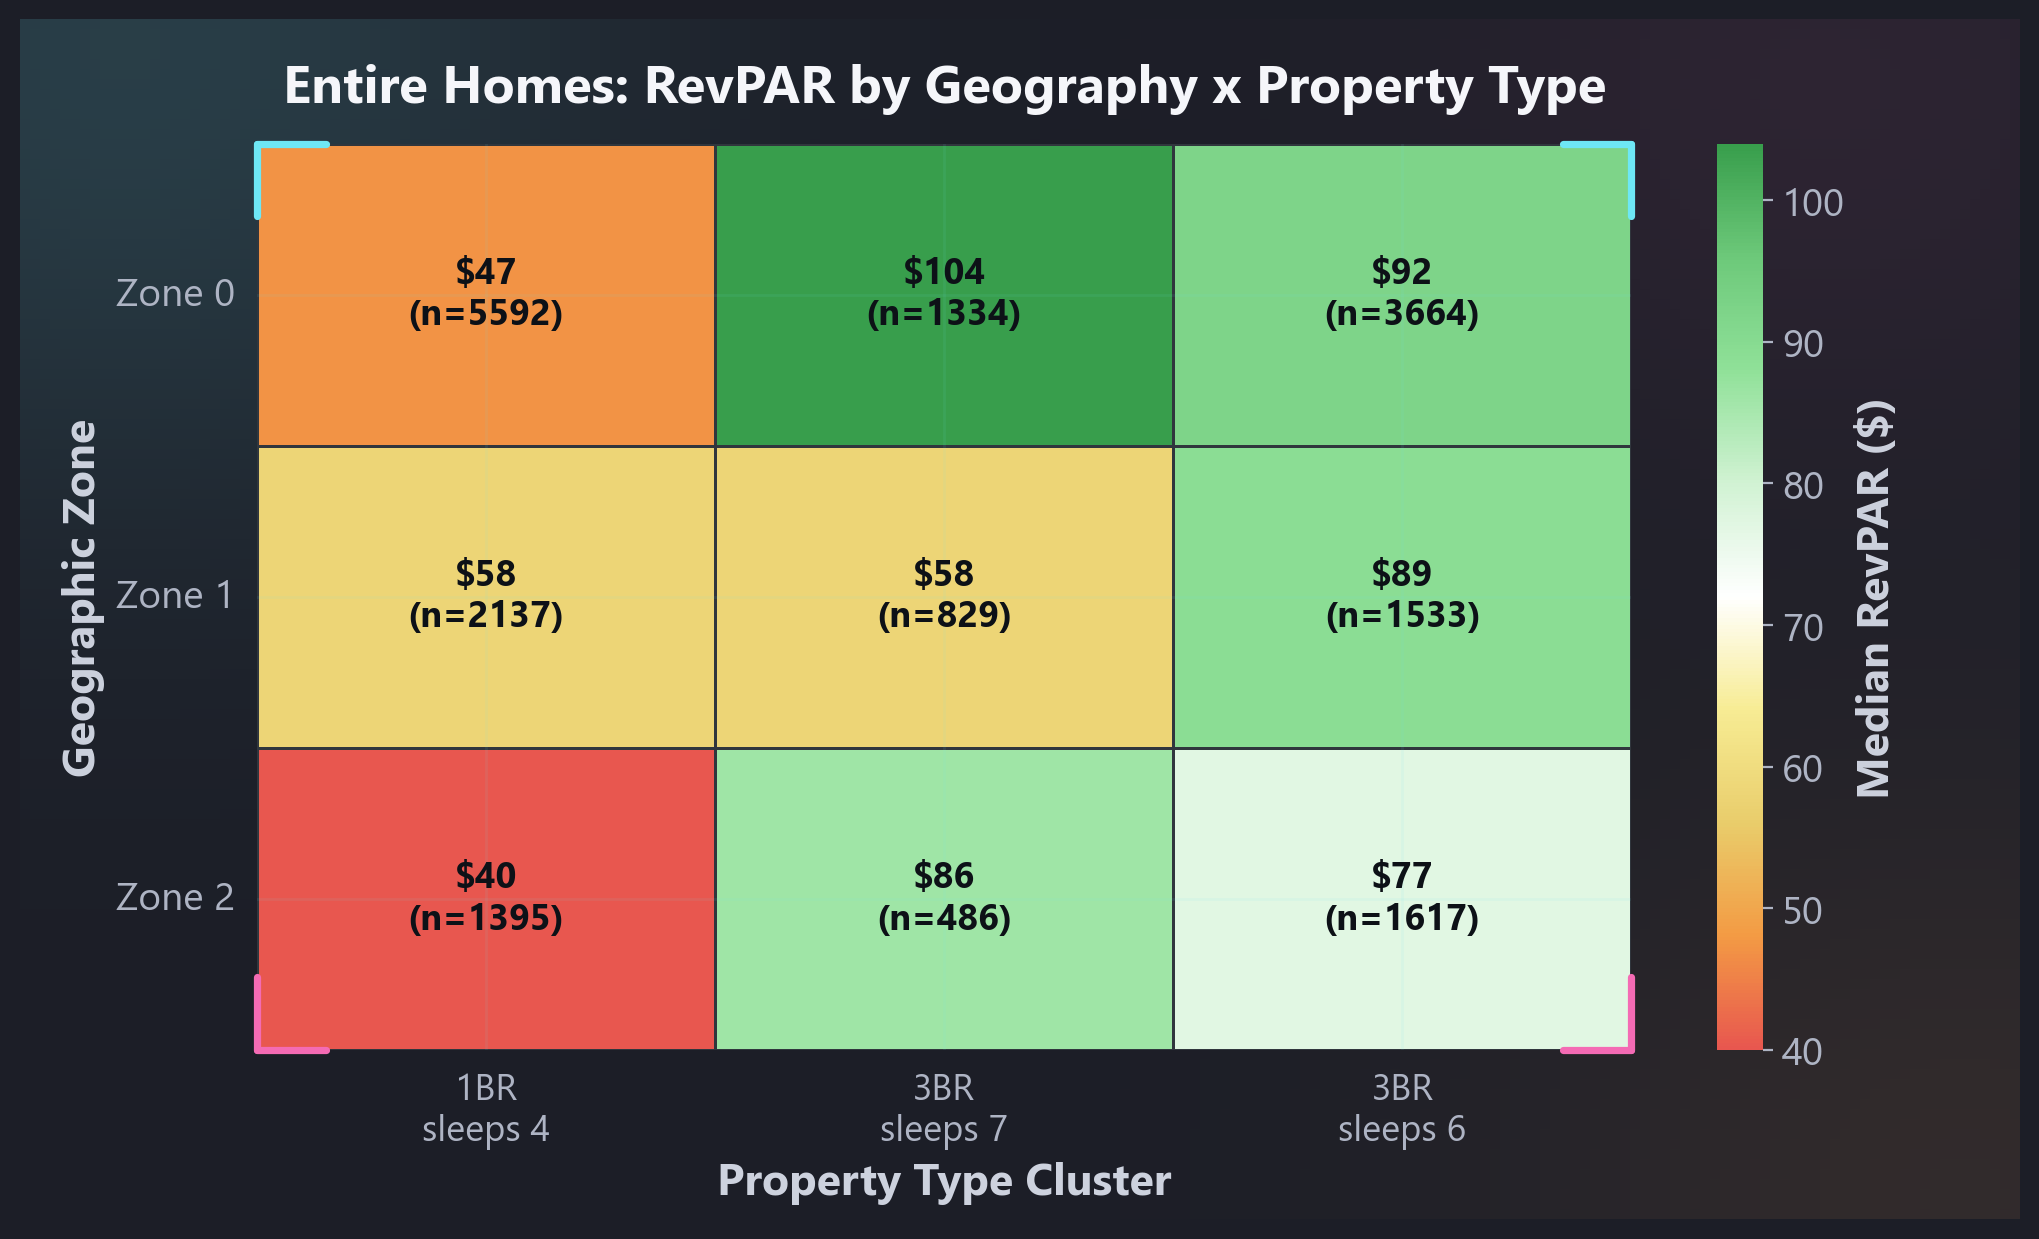 Entire Homes: RevPAR by Geography x Property Type
Geographic Zone
Zone 0
$47
(n=5592)
$104
(n=1334)
$92
(n=3664)
Zone 1
$58
(n=2137)
$58
(n=829)
$89
(n=1533)
Zone 2
$40
(n=1395)
$86
(n=486)
$77
(n=1617)
1BR
sleeps 4
3BR
sleeps 7
3BR
sleeps 6
Property Type Cluster
100
90
80
70
60
50
40
Median RevPAR ($)